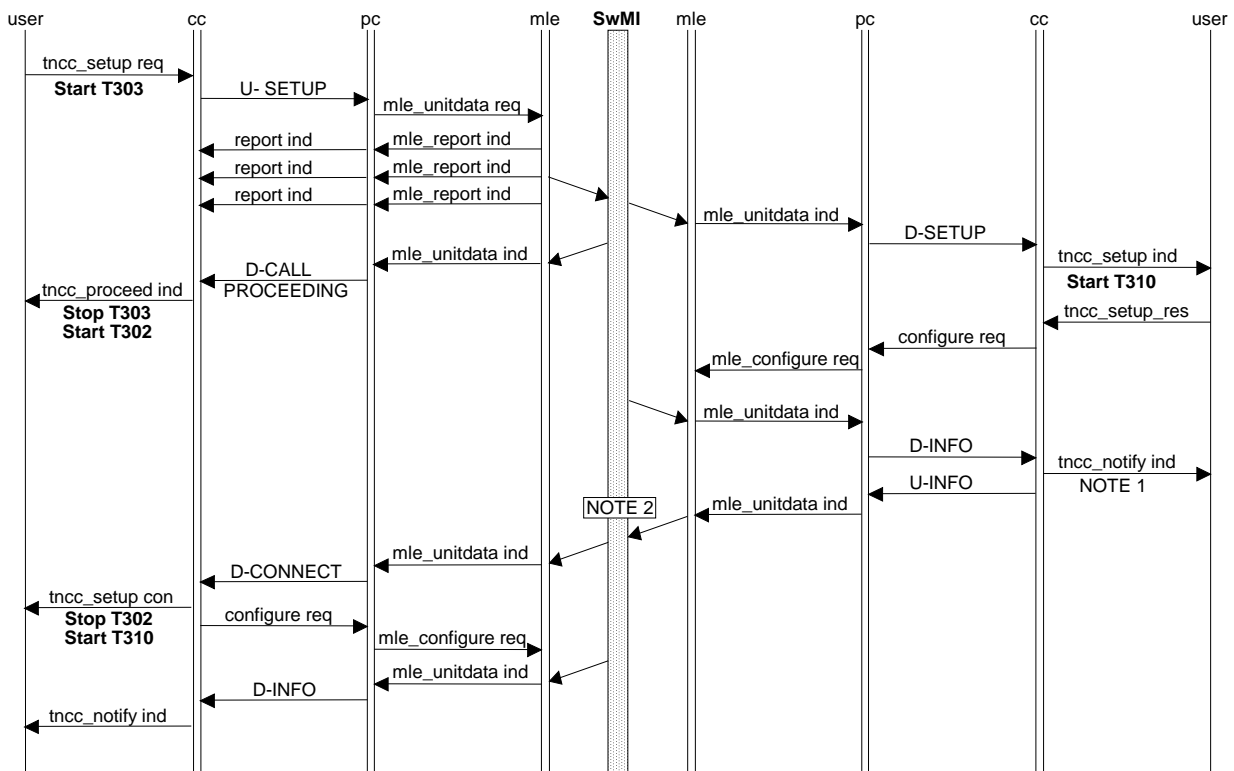 user cc pc mle SwMI mle pc cc user
tncc_setup req
Start T303
U- SETUP
mle_unitdata req
report ind
mle_report ind
report ind
mle_report ind
report ind
mle_report ind
mle_unitdata ind
D-SETUP
tncc_setup ind
Start T310
mle_unitdata ind
D-CALL
PROCEEDING
tncc_proceed ind
Stop T303
Start T302
tncc_setup_res
configure req
mle_configure req
mle_unitdata ind
D-INFO
tncc_notify ind
NOTE 1
U-INFO
mle_unitdata ind
NOTE 2
mle_unitdata ind
D-CONNECT
tncc_setup con
Stop T302
Start T310
configure req
mle_configure req
mle_unitdata ind
D-INFO
tncc_notify ind